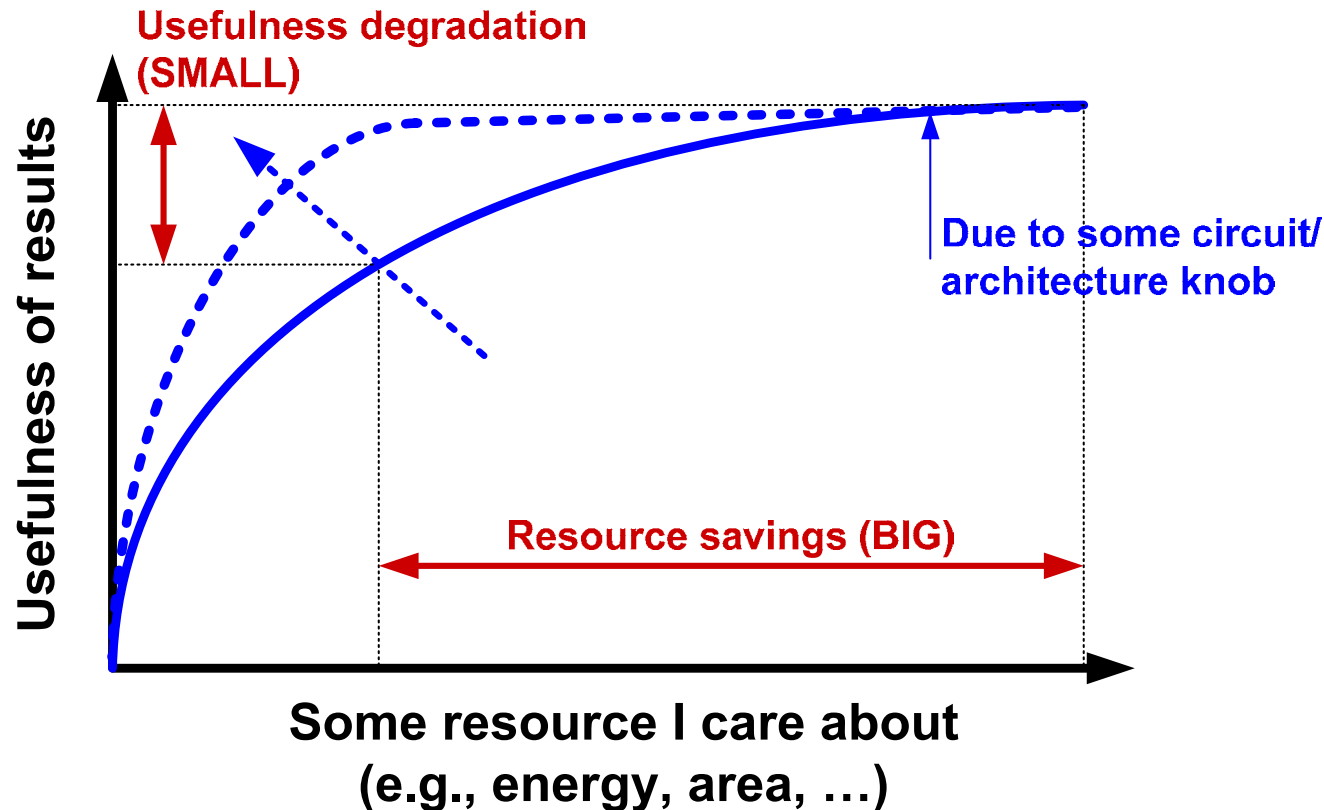 Usefulness degradation
(SMALL)
Usefulness of results
Due to some circuit/
architecture knob
Resource savings (BIG)
Some resource I care about
(e.g., energy, area, …)